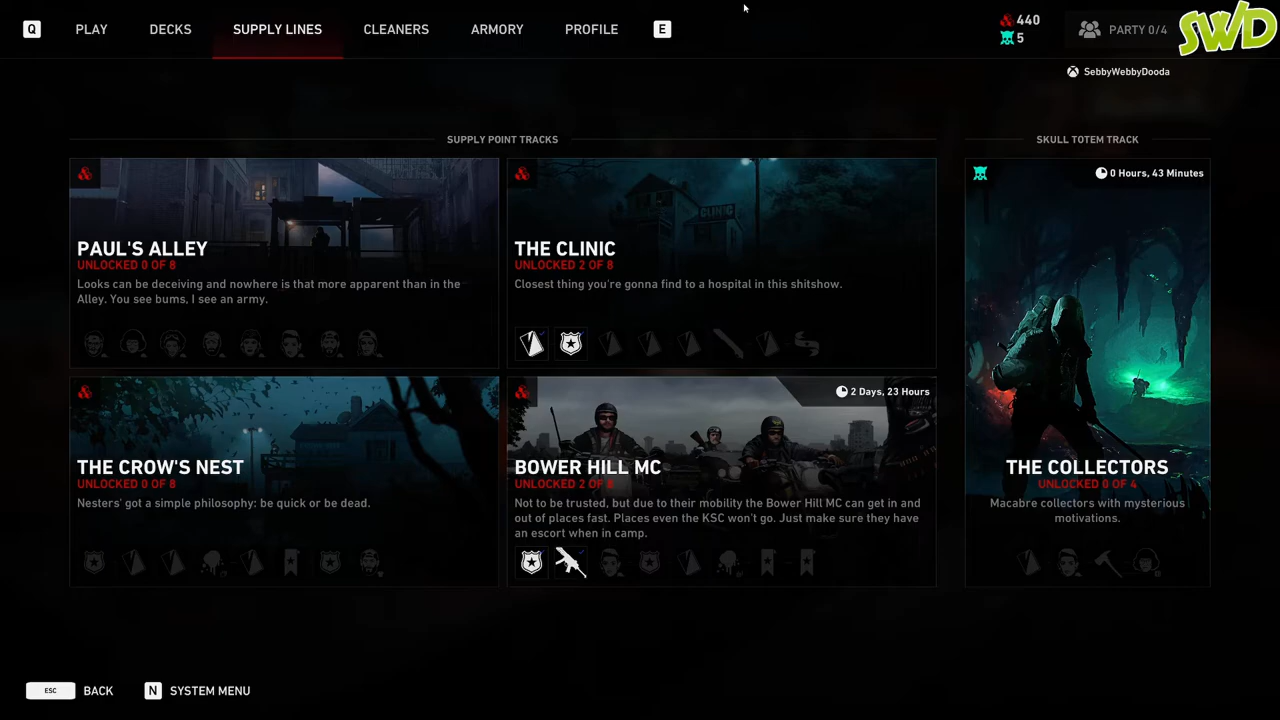 Q
PLAY
DECKS
SUPPLY LINES
CLEANERS
ARMORY
PROFILE
E
440
5
PARTY 0/4
SWD
SebbyWebbyDooda
SUPPLY POINT TRACKS
SKULL TOTEM TRACK
PAUL'S ALLEY
UNLOCKED 0 OF 8
Looks can be deceiving and nowhere is that more apparent than in the
Alley. You see bums, I see an army.
CLINIC
THE CLINIC
UNLOCKED 2 OF 8
Closest thing you're gonna find to a hospital in this shitshow.
0 Hours, 43 Minutes
THE CROW'S NEST
UNLOCKED 0 OF 8
Nesters' got a simple philosophy: be quick or be dead.
2 Days, 23 Hours
BOWER HILL MC
UNLOCKED 2 OF 8
Not to be trusted, but due to their mobility the Bower Hill MC can get in and
out of places fast. Places even the KSC won't go. Just make sure they have
an escort when in camp.
THE COLLECTORS
UNLOCKED 0 OF 4
Macabre collectors with mysterious
motivations.
ESC
BACK
N
SYSTEM MENU